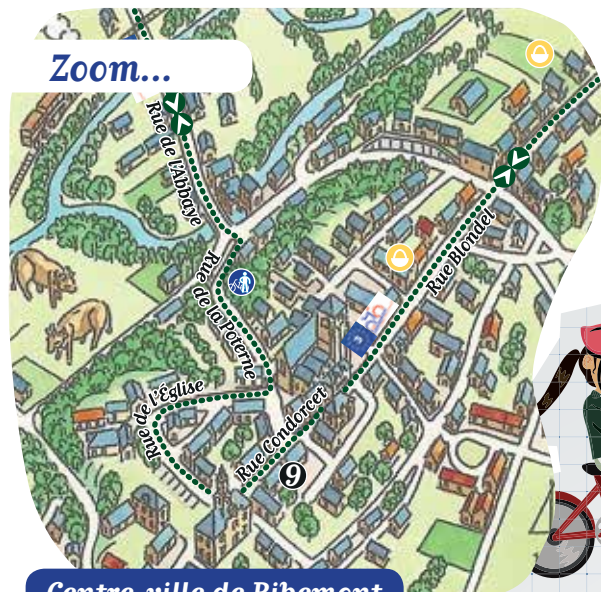 Zoom...
Rue de l'Abbaye
Rue de la Poterne
Rue Blondel
Rue de l'Église
Rue Condorcet
9
Centre-ville de Ribemont